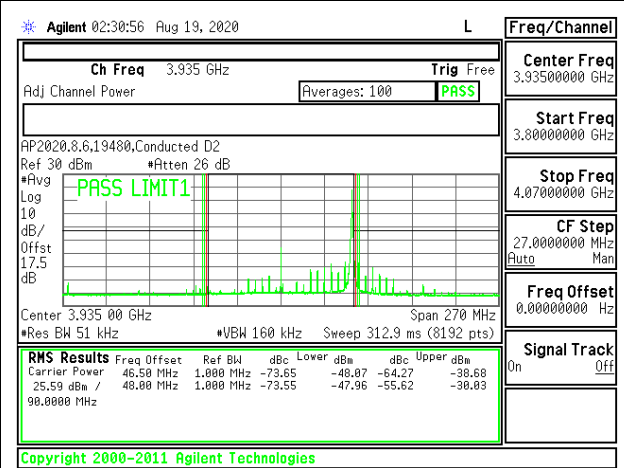 Agilent 02:30:56 Aug 19, 2020 L Freq/Channel
Ch Freq 3.935 GHz Trig Free
Adj Channel Power Averages: 100 PASS
Center Freq
3.93500000 GHz
Start Freq
3.80000000 GHz
Stop Freq
4.07000000 GHz
CF Step
27.0000000 MHz
Auto Man
Freq Offset
0.00000000 Hz
Signal Track
On Off
AP2020.8.6,19480,Conducted D2
Ref 30 dBm #Atten 26 dB
#Avg
Log
10
dB/
Offst
17.5
dB
PASS LIMIT1
Center 3.935 00 GHz Span 270 MHz
#Res BW 51 kHz #VBW 160 kHz Sweep 312.9 ms (8192 pts)
RMS Results Freq Offset Ref BW dBc Lower dBm dBc Upper dBm
Carrier Power 46.50 MHz 1.000 MHz -73.65 -48.07 -64.27 -38.68
25.59 dBm / 48.00 MHz 1.000 MHz -73.55 -47.96 -55.62 -30.03
90.0000 MHz
Copyright 2000-2011 Agilent Technologies